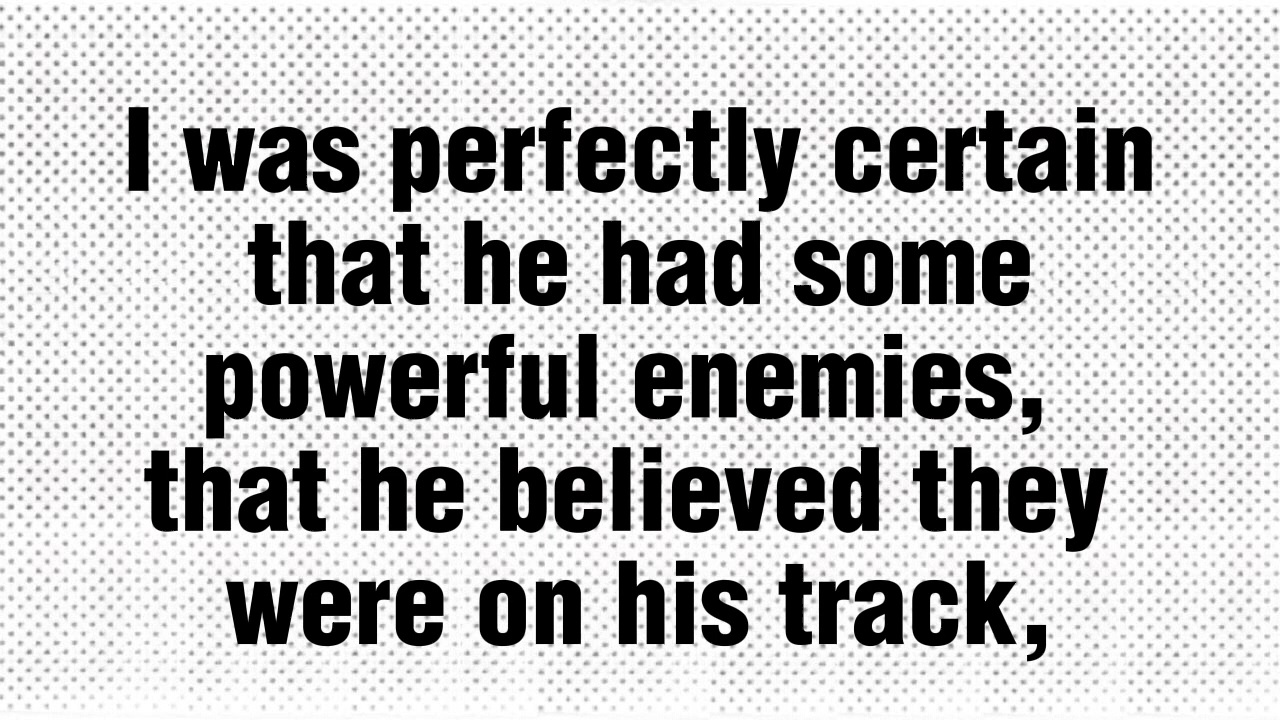 I was perfectly certain
that he had some
powerful enemies,
that he believed they
were on his track,